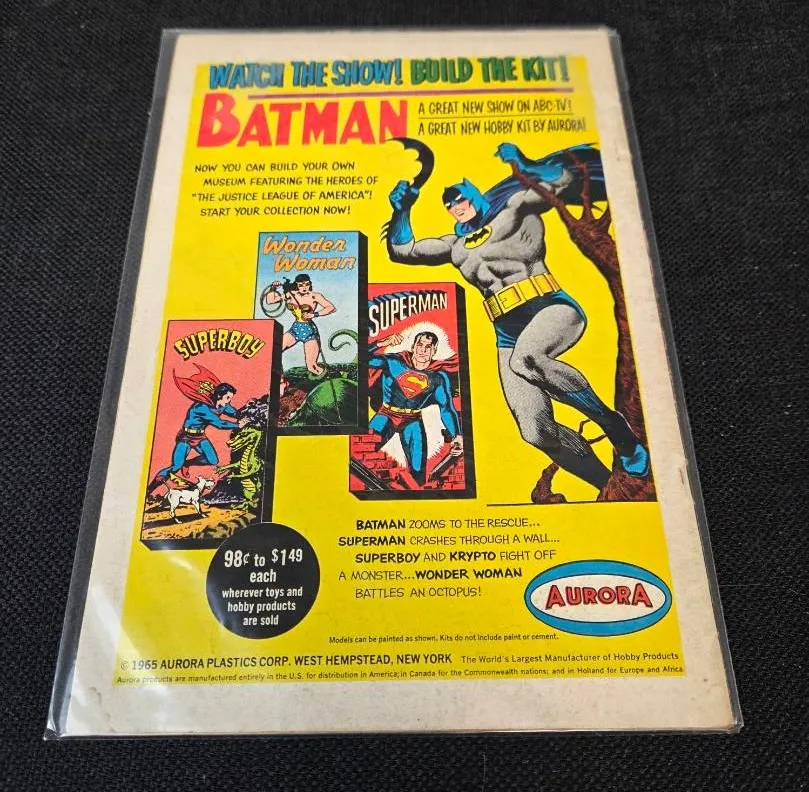 WATCH THE SHOW! BUILD THE KIT!
BATMAN
A GREAT NEW SHOW ON ABC-TV!
A GREAT NEW HOBBY KIT BY AURORA!
NOW YOU CAN BUILD YOUR OWN
MUSEUM FEATURING THE HEROES OF
"THE JUSTICE LEAGUE OF AMERICA"!
START YOUR COLLECTION NOW!
Wonder
Woman
SUPERMAN
SUPERBOY
98¢ to $1 49
each
wherever toys and
hobby products
are sold
BATMAN ZOOMS TO THE RESCUE...
SUPERMAN CRASHES THROUGH A WALL...
SUPERBOY AND KRYPTO FIGHT OFF
A MONSTER...WONDER WOMAN
BATTLES AN OCTOPUS!
AURORA
Models can be painted as shown. Kits do not include paint or cement.
© 1965 AURORA PLASTICS CORP. WEST HEMPSTEAD, NEW YORK The World's Largest Manufacturer of Hobby Products
Aurora products are manufactured entirely in the U.S. for distribution in America; in Canada for the Commonwealth nations; and in Holland for Europe and Africa.